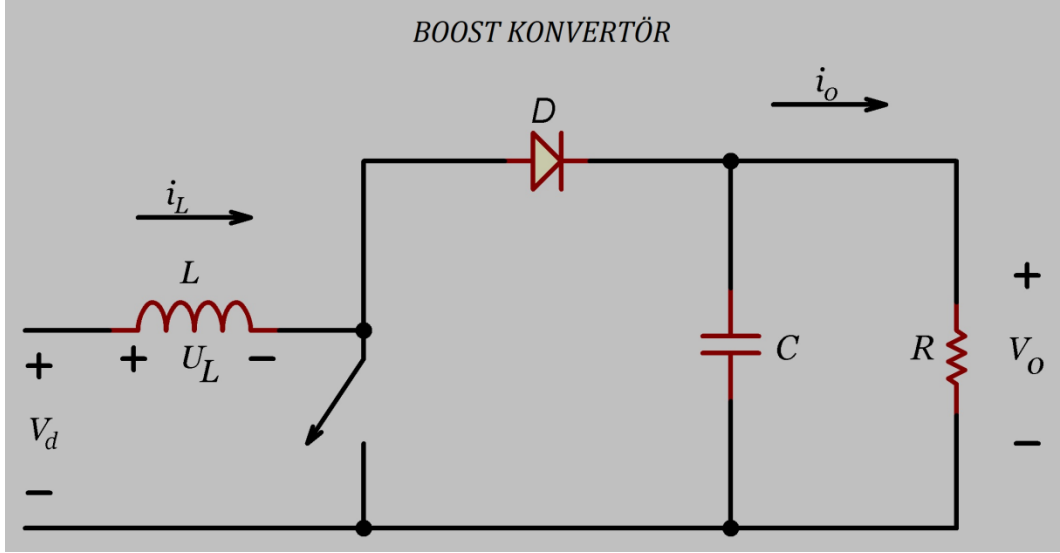 BOOST KONVERTÖR
i_o
D
i_L
L
+ U_L −
+
V_d
−
C
R
+
V_o
−